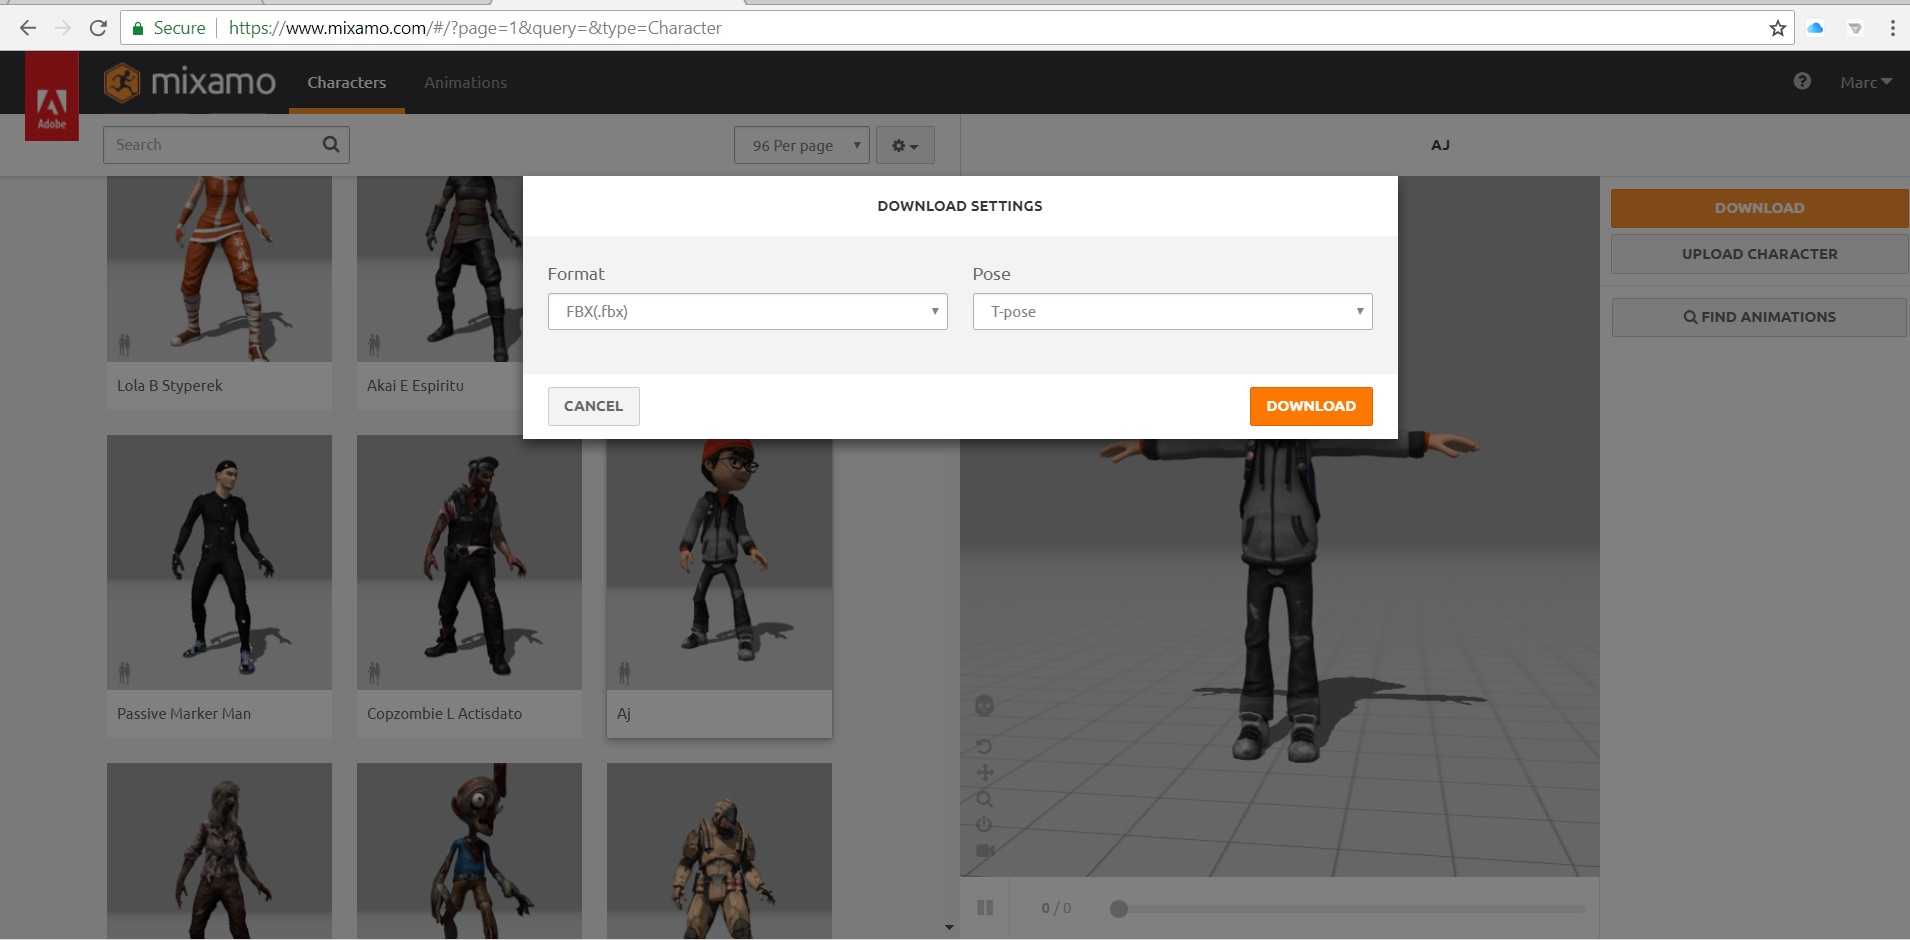 Secure https://www.mixamo.com/#/?page=1&query=&type=Character
Adobe
mixamo
Characters
Animations
Marc
Search
96 Per page
AJ
DOWNLOAD SETTINGS
Format
Pose
FBX(.fbx)
T-pose
CANCEL
DOWNLOAD
DOWNLOAD
UPLOAD CHARACTER
FIND ANIMATIONS
Lola B Styperek
Akai E Espiritu
Passive Marker Man
Copzombie L Actisdato
Aj
0 / 0